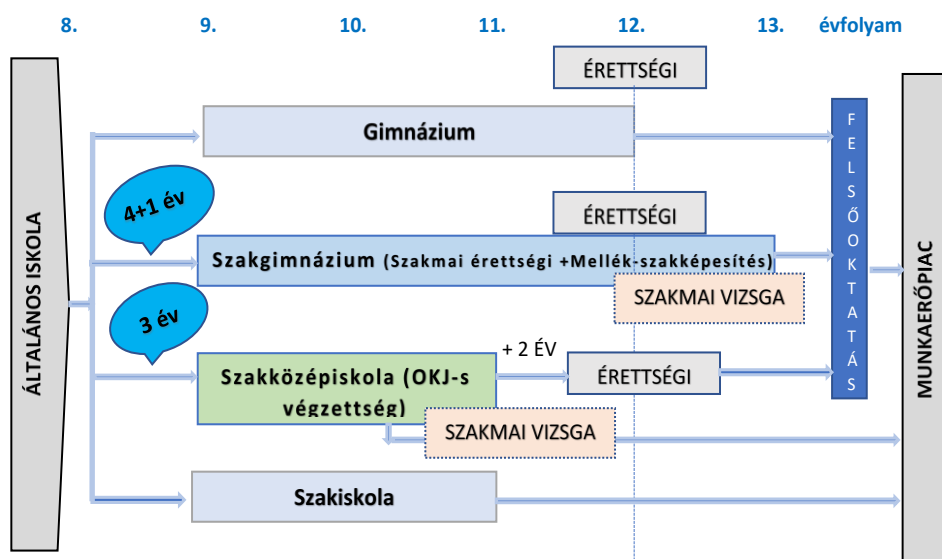 8. 9. 10. 11. 12. 13. évfolyam
ÉRETTSÉGI
Gimnázium
4+1 év
ÉRETTSÉGI
Szakgimnázium (Szakmai érettségi +Mellék-szakképesítés)
SZAKMAI VIZSGA
3 év
+ 2 ÉV
Szakközépiskola (OKJ-s
végzettség)
ÉRETTSÉGI
SZAKMAI VIZSGA
Szakiskola
ÁLTALÁNOS ISKOLA
FELSŐOKTATÁS
MUNKAERŐPIAC